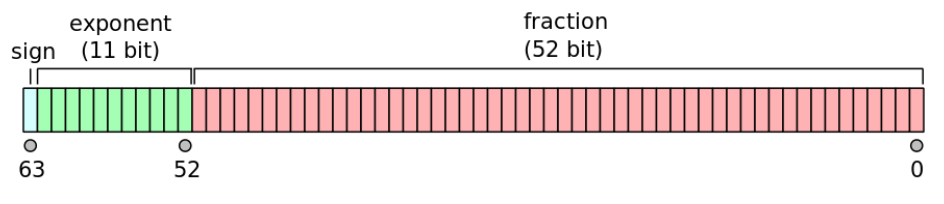 sign
exponent
(11 bit)
fraction
(52 bit)
63
52
0